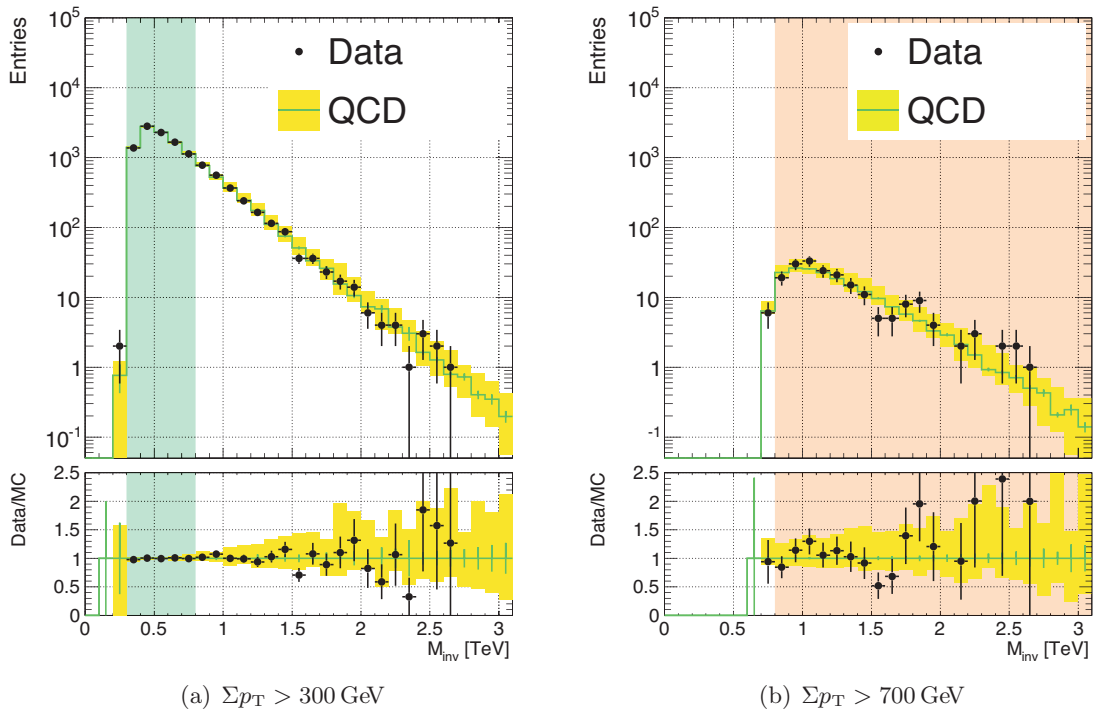 Entries
10^5
10^4
10^3
10^2
10
1
10^-1
Data
QCD
Data/MC
2.5
2
1.5
1
0.5
0
0 0.5 1 1.5 2 2.5 3
M_inv [TeV]
(a) Σp_T > 300 GeV
Entries
10^5
10^4
10^3
10^2
10
1
-1
Data
QCD
Data/MC
2.5
2
1.5
1
0.5
0
0 0.5 1 1.5 2 2.5 3
M_inv [TeV]
(b) Σp_T > 700 GeV